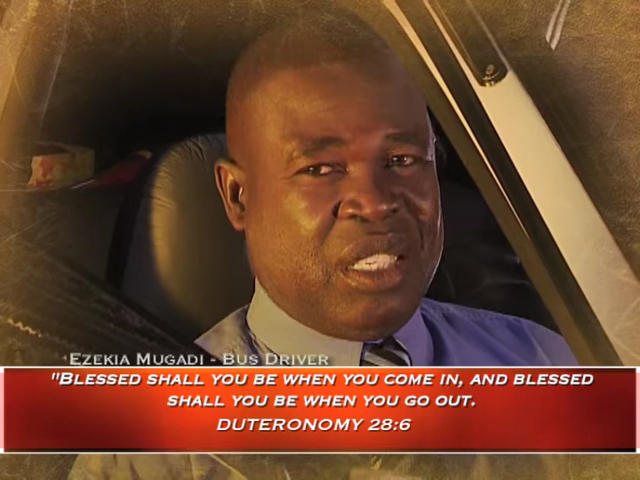 EZEKIA MUGADI - BUS DRIVER
"BLESSED SHALL YOU BE WHEN YOU COME IN, AND BLESSED
SHALL YOU BE WHEN YOU GO OUT.
DUTERONOMY 28:6